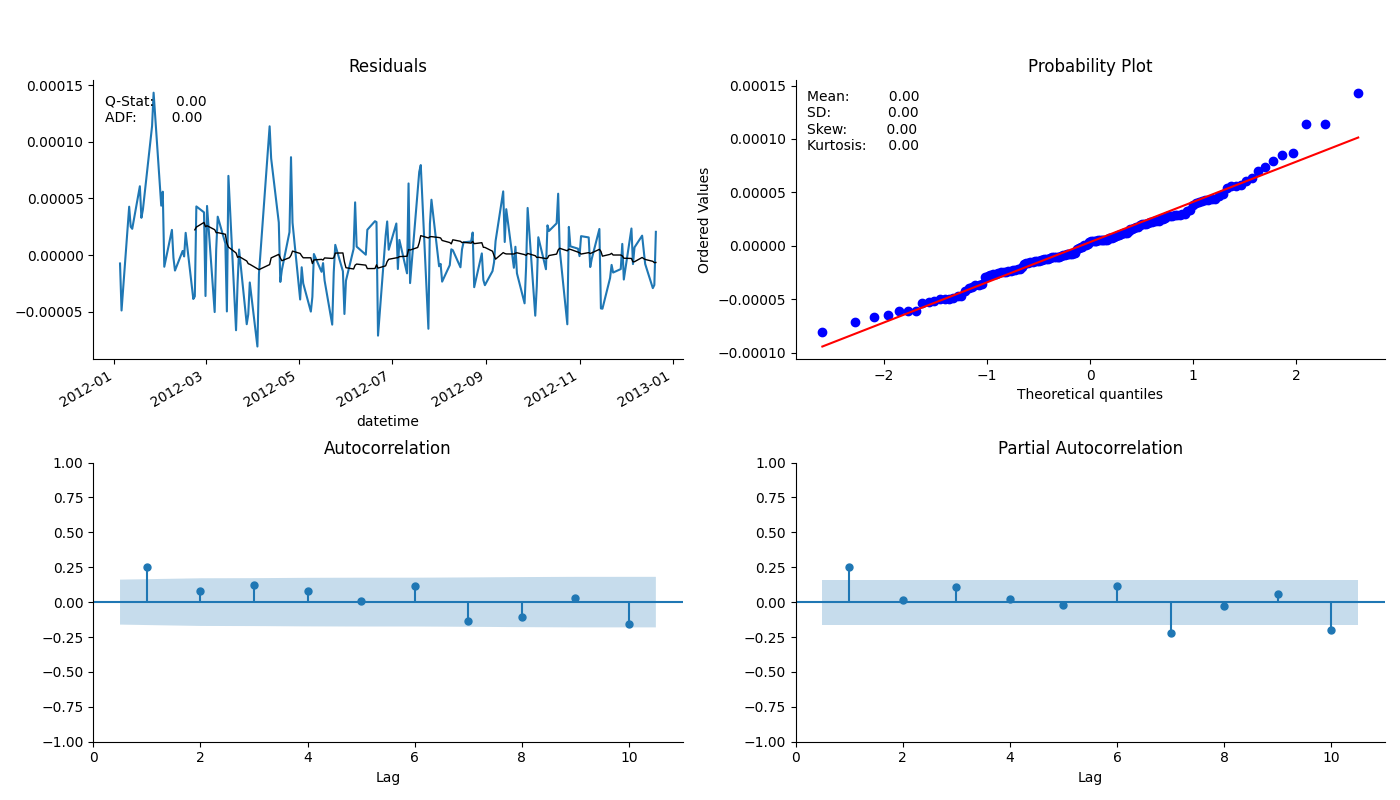 Residuals
Q-Stat: 0.00
ADF: 0.00
0.00015
0.00010
0.00005
0.00000
−0.00005
2012-01
2012-03
2012-05
2012-07
2012-09
2012-11
2013-01
datetime
Probability Plot
Mean: 0.00
SD: 0.00
Skew: 0.00
Kurtosis: 0.00
Ordered Values
0.00015
0.00010
0.00005
0.00000
−0.00005
−0.00010
−2 −1 0 1 2
Theoretical quantiles
Autocorrelation
1.00
0.75
0.50
0.25
0.00
−0.25
−0.50
−0.75
−1.00
0 2 4 6 8 10
Lag
Partial Autocorrelation
1.00
0.75
0.50
0.25
0.00
−0.25
−0.50
−0.75
−1.00
0 2 4 6 8 10
Lag